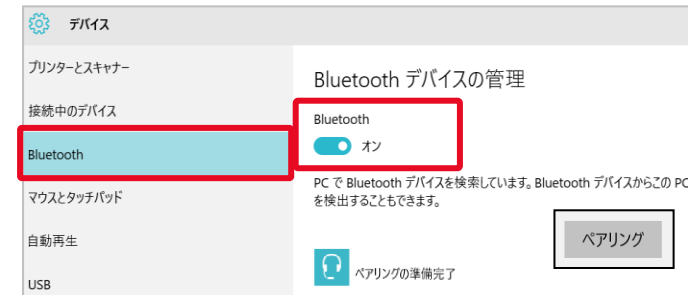 デバイス
プリンターとスキャナー
接続中のデバイス
Bluetooth
マウスとタッチパッド
自動再生
USB
Bluetooth デバイスの管理
Bluetooth
オン
PC で Bluetooth デバイスを検索しています。Bluetooth デバイスからこの PC
を検出することもできます。
ペアリング
ペアリングの準備完了